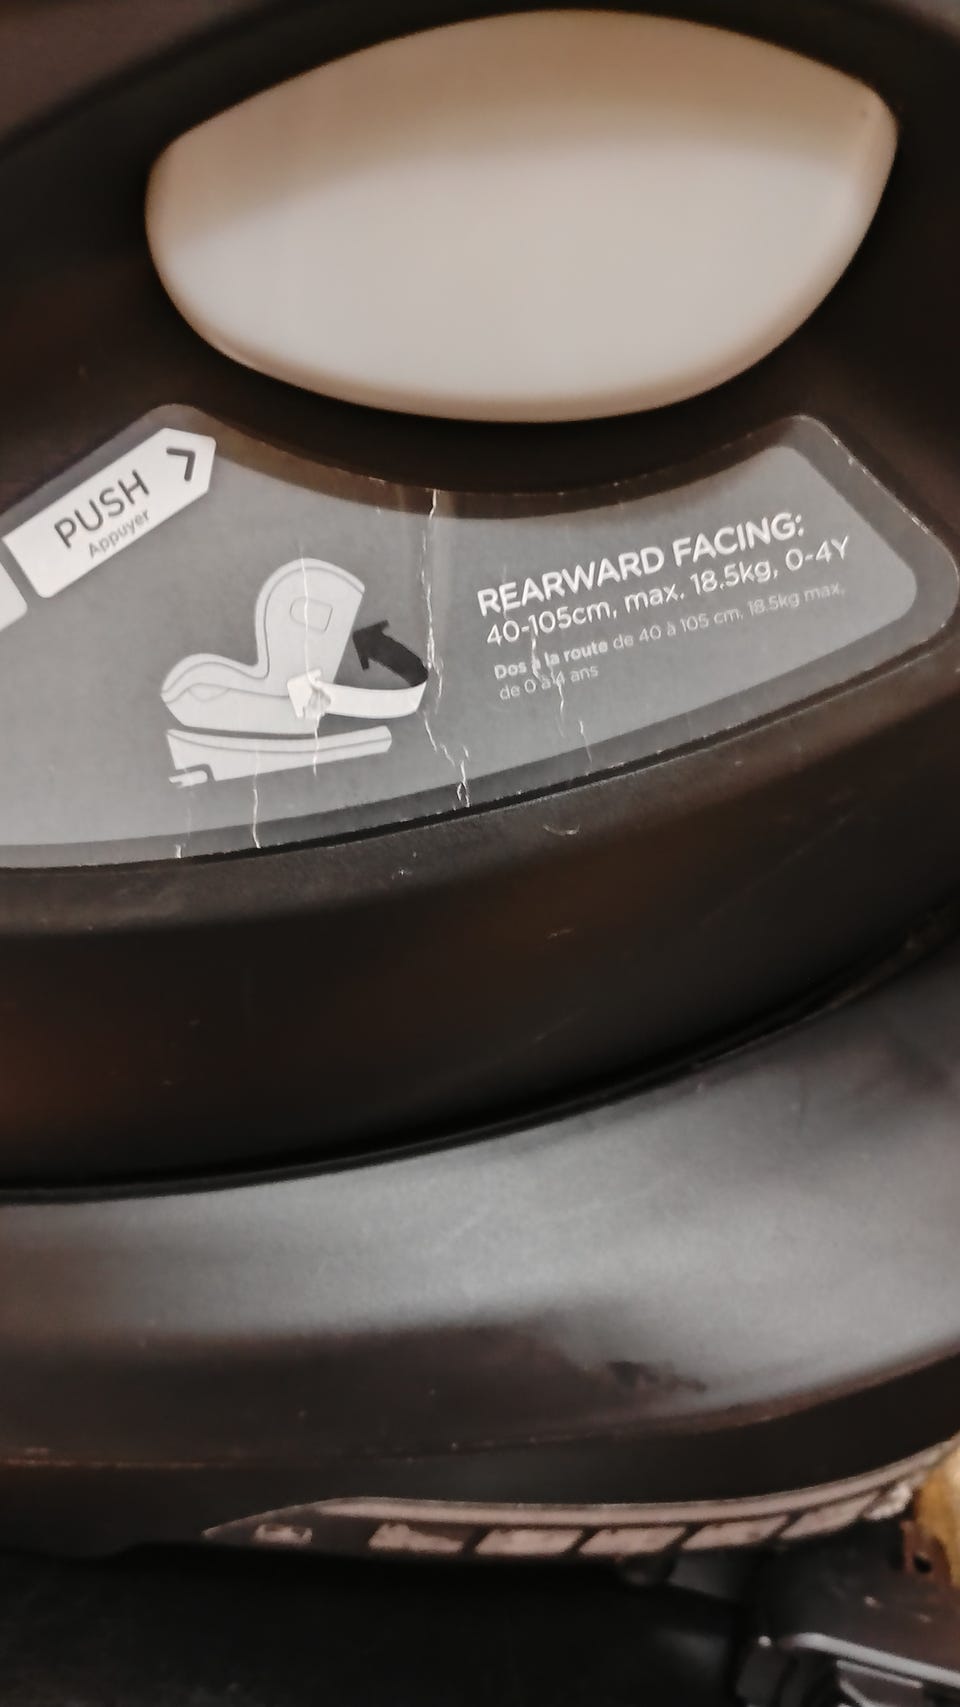 PUSH
Appuyer
REARWARD FACING:
40-105cm, max. 18.5kg, 0-4Y
Dos à la route de 40 à 105 cm, 18.5kg max,
de 0 à 4 ans